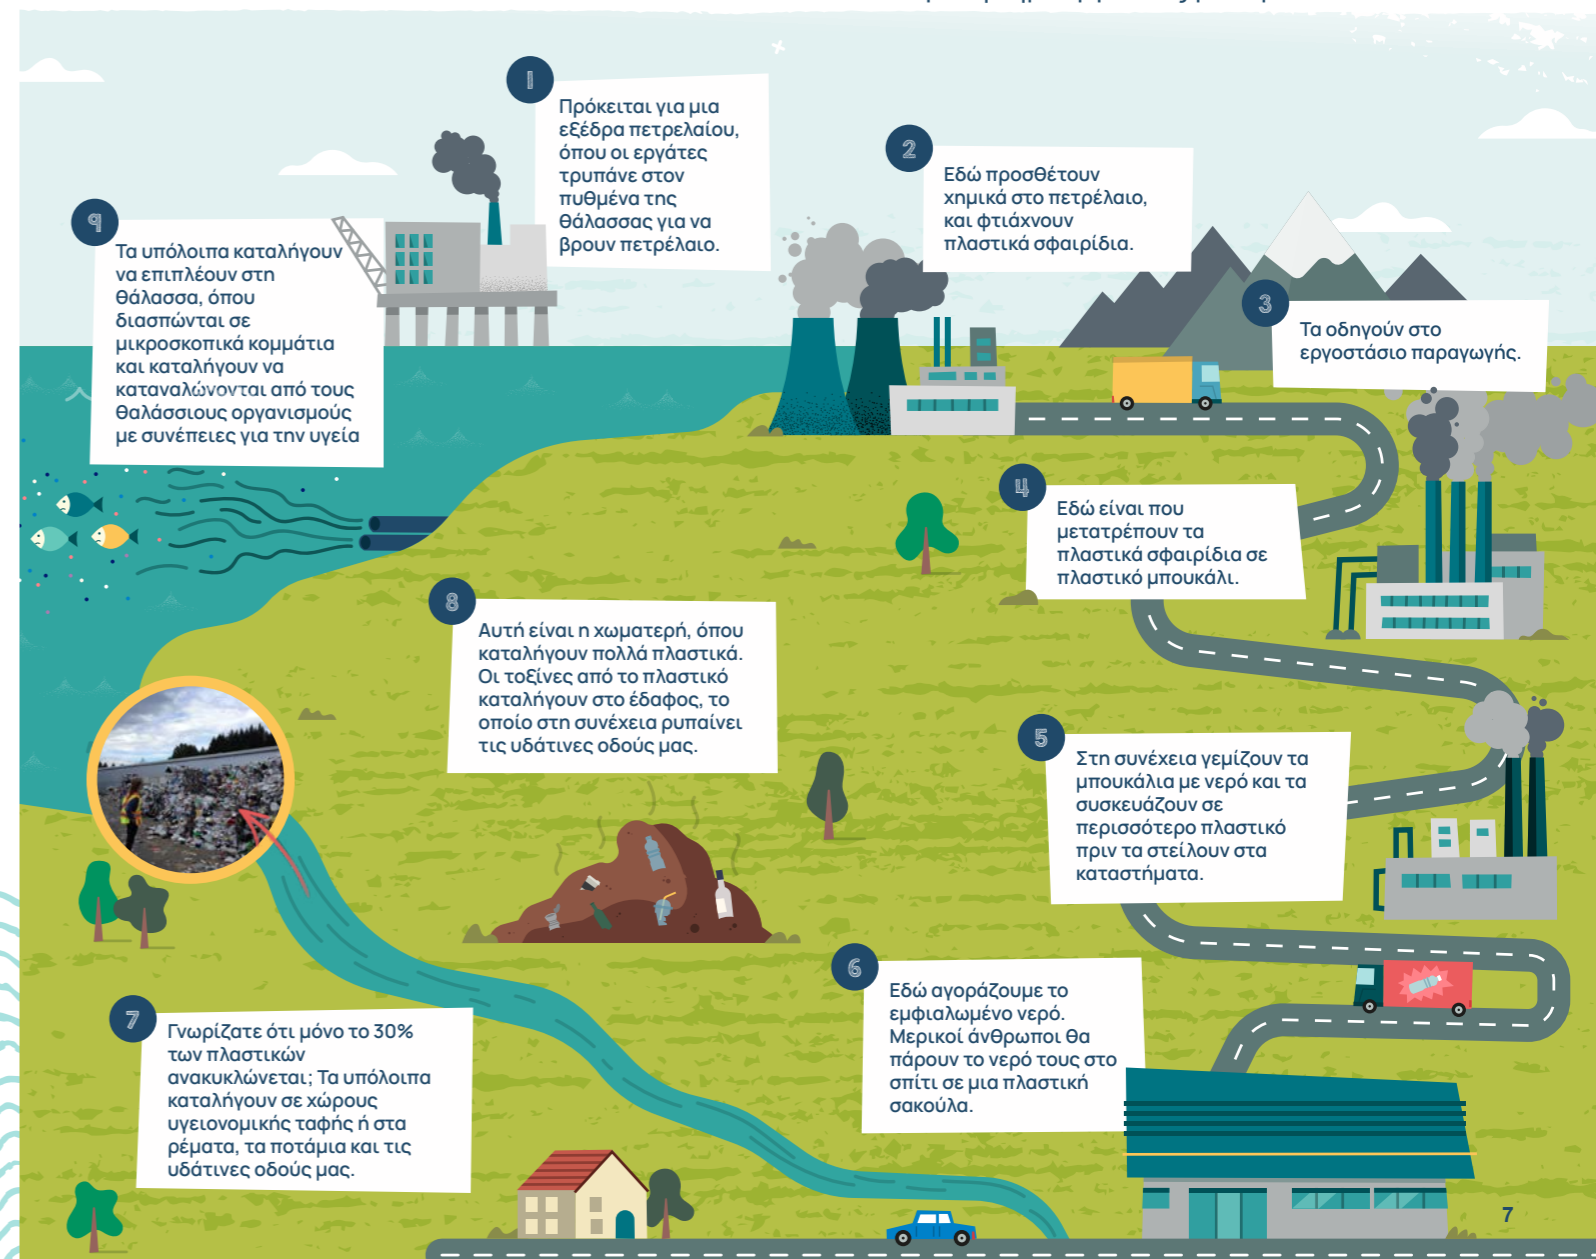 1
Πρόκειται για μια
εξέδρα πετρελαίου,
όπου οι εργάτες
τρυπάνε στον
πυθμένα της
θάλασσας για να
βρουν πετρέλαιο.
2
Εδώ προσθέτουν
χημικά στο πετρέλαιο,
και φτιάχνουν
πλαστικά σφαιρίδια.
3
Τα οδηγούν στο
εργοστάσιο παραγωγής.
4
Εδώ είναι που
μετατρέπουν τα
πλαστικά σφαιρίδια σε
πλαστικό μπουκάλι.
5
Στη συνέχεια γεμίζουν τα
μπουκάλια με νερό και τα
συσκευάζουν σε
περισσότερο πλαστικό
πριν τα στείλουν στα
καταστήματα.
6
Εδώ αγοράζουμε το
εμφιαλωμένο νερό.
Μερικοί άνθρωποι θα
πάρουν το νερό τους στο
σπίτι σε μια πλαστική
σακούλα.
7
Γνωρίζατε ότι μόνο το 30%
των πλαστικών
ανακυκλώνεται; Τα υπόλοιπα
καταλήγουν σε χώρους
υγειονομικής ταφής ή στα
ρέματα, τα ποτάμια και τις
υδάτινες οδούς μας.
8
Αυτή είναι η χωματερή, όπου
καταλήγουν πολλά πλαστικά.
Οι τοξίνες από το πλαστικό
καταλήγουν στο έδαφος, το
οποίο στη συνέχεια ρυπαίνει
τις υδάτινες οδούς μας.
9
Τα υπόλοιπα καταλήγουν
να επιπλέουν στη
θάλασσα, όπου
διασπώνται σε
μικροσκοπικά κομμάτια
και καταλήγουν να
καταναλώνονται από τους
θαλάσσιους οργανισμούς
με συνέπειες για την υγεία
7